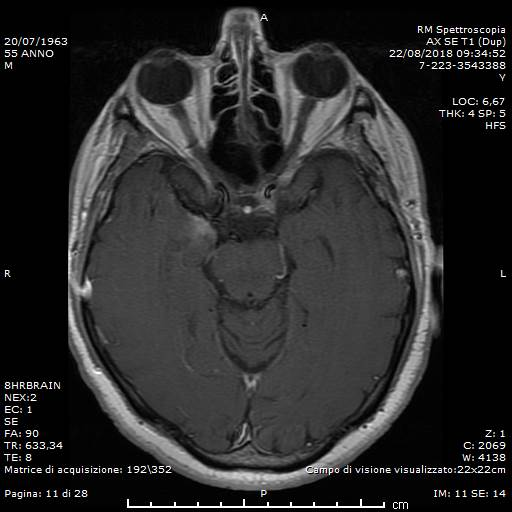 A
20/07/1963
55 ANNO
M
RM Spettroscopia
AX SE T1 (Dup)
22/08/2018 09:34:52
7-223-3543388
Y
LOC: 6,67
THK: 4 SP: 5
HFS
R
L
8HRBRAIN
NEX:2
EC: 1
SE
FA: 90
TR: 633,34
TE: 8
Matrice di acquisizione: 192\352
Pagina: 11 di 28
Z: 1
C: 2069
W: 4138
Campo di visione visualizzato:22x22cm
IM: 11 SE: 14
P
cm